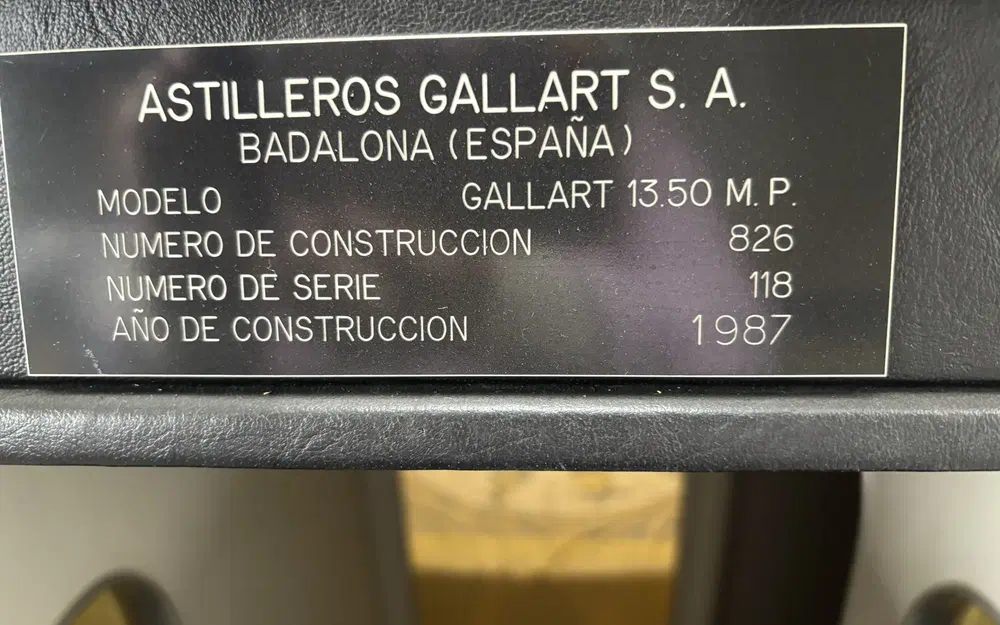 ASTILLEROS GALLART S. A.
BADALONA (ESPAÑA)
MODELO GALLART 13.50 M. P.
NUMERO DE CONSTRUCCION 826
NUMERO DE SERIE 118
AÑO DE CONSTRUCCION 1987